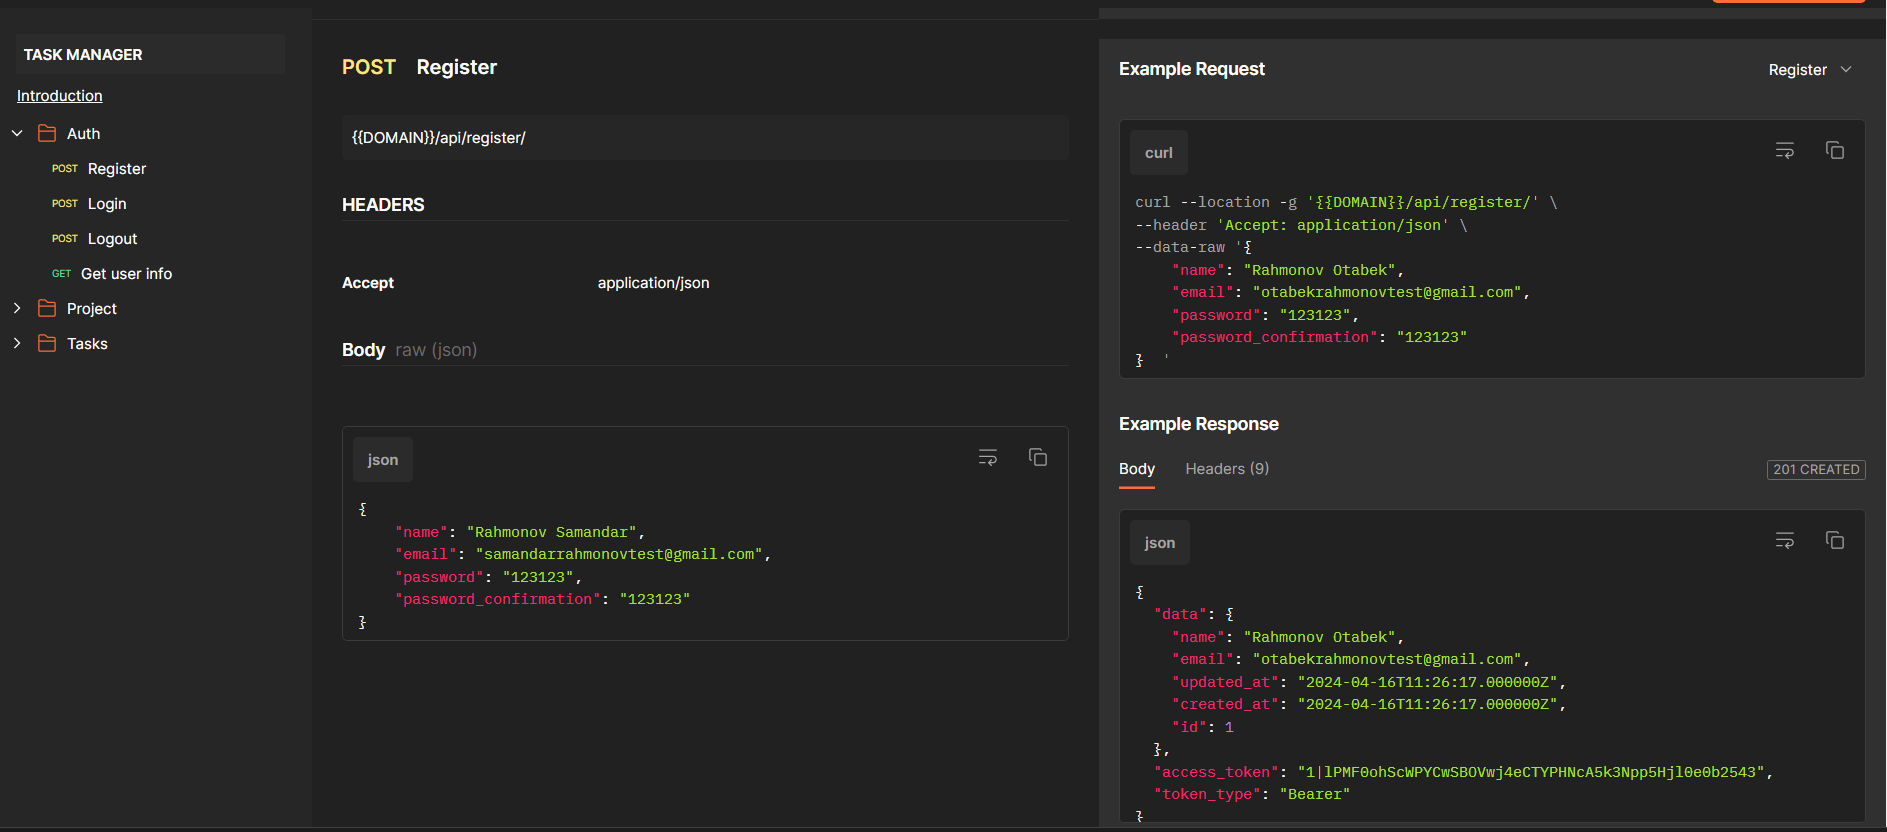 TASK MANAGER
Introduction
Auth
POST Register
POST Login
POST Logout
GET Get user info
Project
Tasks
POST Register
{{DOMAIN}}/api/register/
HEADERS
Accept application/json
Body raw (json)
json
{
    "name": "Rahmonov Samandar",
    "email": "samandarrahmonovtest@gmail.com",
    "password": "123123",
    "password_confirmation": "123123"
}
Example Request
Register
curl
curl --location -g '{{DOMAIN}}/api/register/' \
--header 'Accept: application/json' \
--data-raw '{
    "name": "Rahmonov Otabek",
    "email": "otabekrahmonovtest@gmail.com",
    "password": "123123",
    "password_confirmation": "123123"
}  '
Example Response
Body Headers (9) 201 CREATED
json
{
  "data": {
    "name": "Rahmonov Otabek",
    "email": "otabekrahmonovtest@gmail.com",
    "updated_at": "2024-04-16T11:26:17.000000Z",
    "created_at": "2024-04-16T11:26:17.000000Z",
    "id": 1
  },
  "access_token": "1|lPMF0ohScWPYCwSBOVwj4eCTYPHNcA5k3Npp5Hjl0e0b2543",
  "token_type": "Bearer"
}